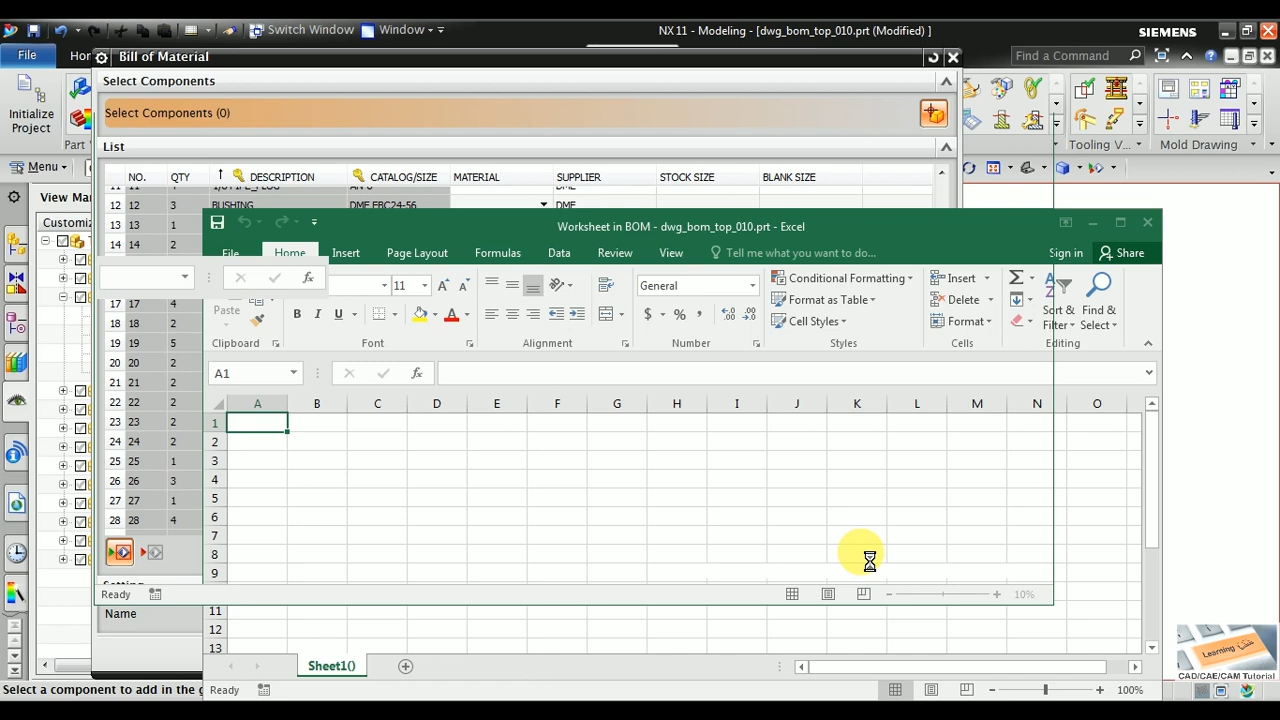 Switch Window Window NX 11 - Modeling - [dwg_bom_top_010.prt (Modified) ] SIEMENS
File Ho Bill of Material Find a Command
Select Components
Initialize Project Select Components (0)
Part Tooling V... Mold Drawing
List
Menu
NO. QTY DESCRIPTION CATALOG/SIZE MATERIAL SUPPLIER STOCK SIZE BLANK SIZE
View Ma
12 12 3 BUSHING DME EBC24-56 DME
Customiz
13 13 1
14 14 2
17 17 4
18 18 2
19 19 5
20 20 2
21 21 2
22 22 2
23 23 2
24 24 2
25 25 1
26 26 3
27 27 1
28 28 4
Name
Worksheet in BOM - dwg_bom_top_010.prt - Excel
File Home Insert Page Layout Formulas Data Review View Tell me what you want to do... Sign in Share
fx
11 A A General Conditional Formatting Insert
Paste B I U A $ % , Format as Table Delete Sort & Filter Find & Select
Cell Styles Format
Clipboard Font Alignment Number Styles Cells Editing
A1 fx
A B C D E F G H I J K L M N O
1
2
3
4
5
6
7
8
9
Ready 10%
11
12
13
Sheet1()
Select a component to add in the g Ready 100%
Learning
CAD/CAE/CAM Tutorial